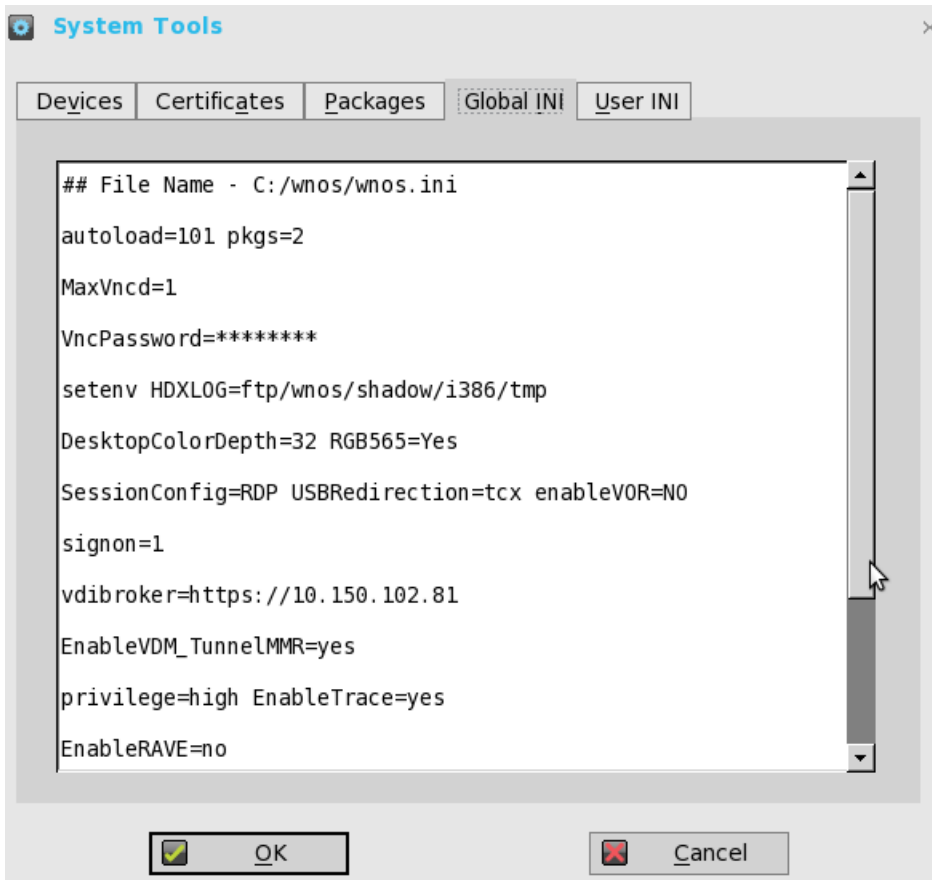 System Tools
Devices Certificates Packages Global INI User INI
## File Name - C:/wnos/wnos.ini
autoload=101 pkgs=2
MaxVncd=1
VncPassword=********
setenv HDXLOG=ftp/wnos/shadow/i386/tmp
DesktopColorDepth=32 RGB565=Yes
SessionConfig=RDP USBRedirection=tcx enableVOR=NO
signon=1
vdibroker=https://10.150.102.81
EnableVDM_TunnelMMR=yes
privilege=high EnableTrace=yes
EnableRAVE=no
OK Cancel